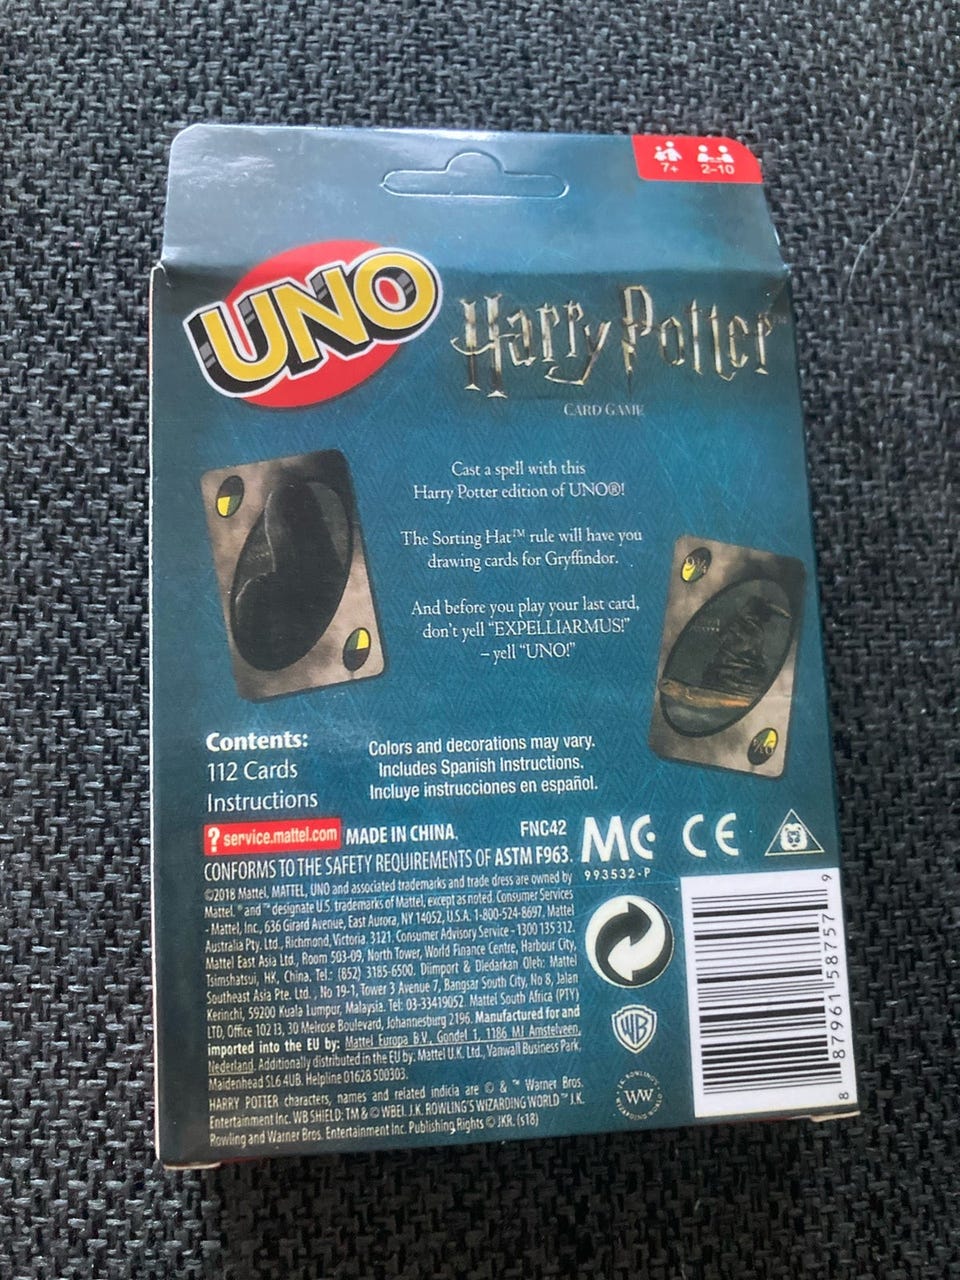 7+ 2-10
UNO
Harry Potter™
CARD GAME
Cast a spell with this
Harry Potter edition of UNO®!
The Sorting Hat™ rule will have you
drawing cards for Gryffindor.
And before you play your last card,
don't yell "EXPELLIARMUS!"
– yell "UNO!"
Contents:
112 Cards
Instructions
Colors and decorations may vary.
Includes Spanish Instructions.
Incluye instrucciones en español.
? service.mattel.com MADE IN CHINA. FNC42
CONFORMS TO THE SAFETY REQUIREMENTS OF ASTM F963.
MC CE
993532-P
©2018 Mattel. MATTEL, UNO and associated trademarks and trade dress are owned by
Mattel. ® and ™ designate U.S. trademarks of Mattel, except as noted. Consumer Services
- Mattel, Inc., 636 Girard Avenue, East Aurora, NY 14052, U.S.A. 1-800-524-8697. Mattel
Australia Pty. Ltd., Richmond, Victoria. 3121. Consumer Advisory Service - 1300 135 312.
Mattel East Asia Ltd., Room 503-09, North Tower, World Finance Centre, Harbour City,
Tsimshatsui, HK, China. Tel.: (852) 3185-6500. Diimport & Diedarkan Oleh: Mattel
Southeast Asia Pte. Ltd., No 19-1, Tower 3 Avenue 7, Bangsar South City, No 8, Jalan
Kerinchi, 59200 Kuala Lumpur, Malaysia. Tel: 03-33419052. Mattel South Africa (PTY)
LTD, Office 102 I3, 30 Melrose Boulevard, Johannesburg 2196. Manufactured for and
imported into the EU by: Mattel Europa B.V., Gondel 1, 1186 MJ Amstelveen,
Nederland. Additionally distributed in the EU by: Mattel U.K. Ltd., Vanwall Business Park,
Maidenhead SL6 4UB. Helpline 01628 500303.
HARRY POTTER characters, names and related indicia are © & ™ Warner Bros.
Entertainment Inc. WB SHIELD: TM & © WBEI. J.K. ROWLING'S WIZARDING WORLD ™ J.K.
Rowling and Warner Bros. Entertainment Inc. Publishing Rights © JKR. (s18)
WB
J.K. ROWLING'S
WW
8 87961 58757 9